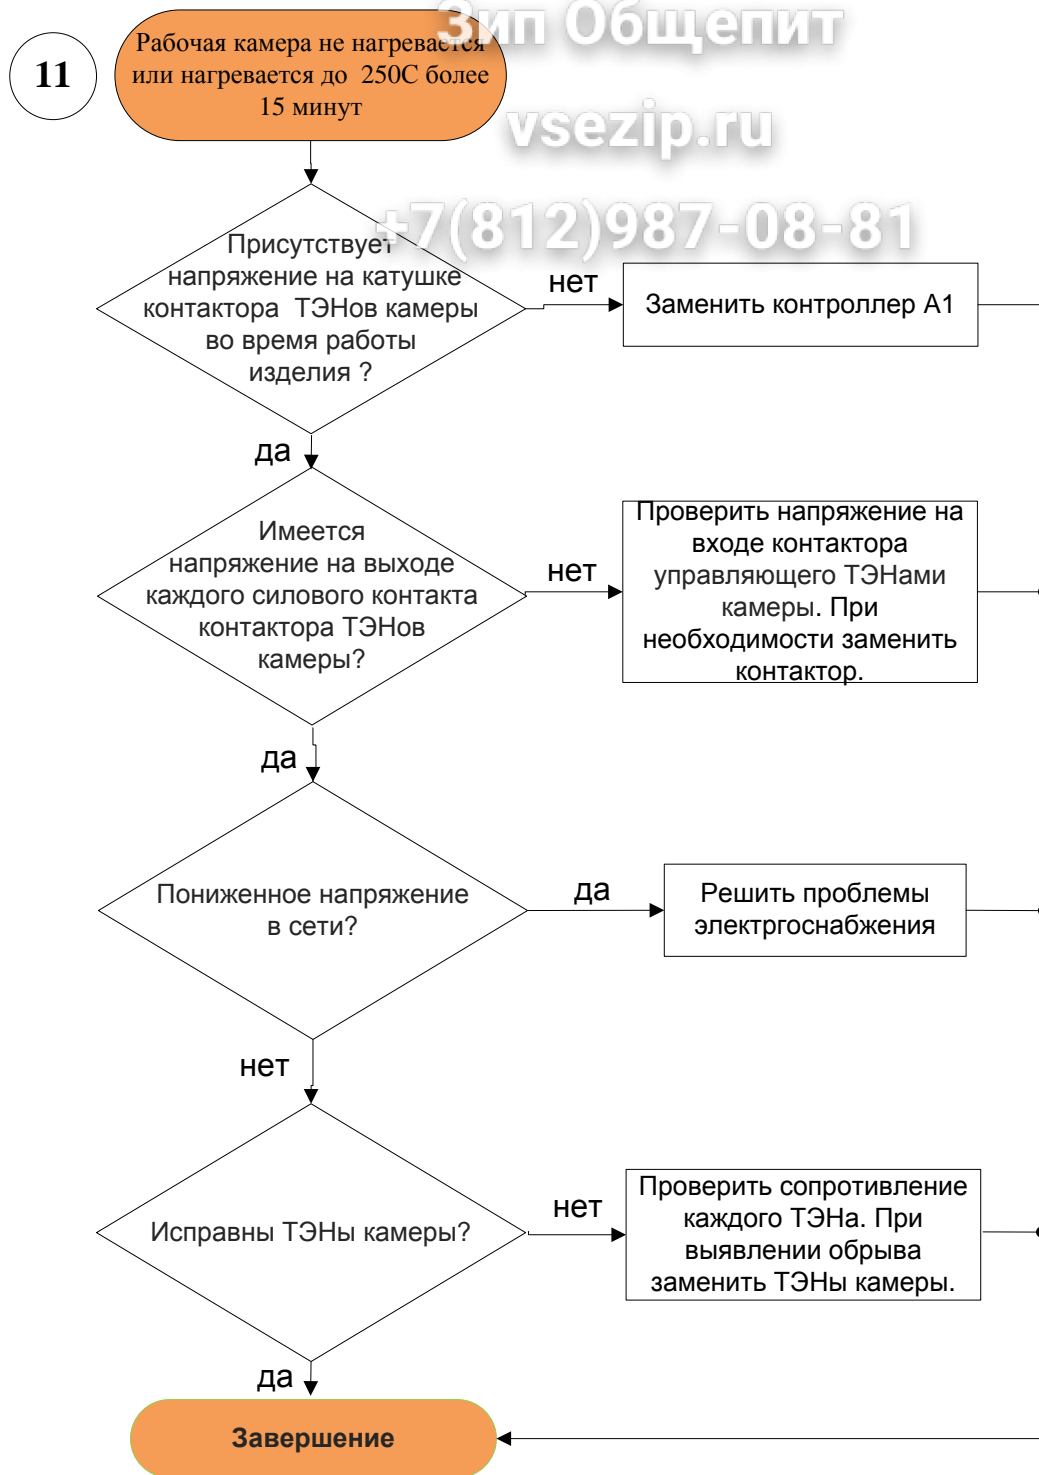 Зип Общепит
vsezip.ru
+7(812)987-08-81
11
Рабочая камера не нагревается
или нагревается до 250С более
15 минут
Присутствует
напряжение на катушке
контактора ТЭНов камеры
во время работы
изделия ?
нет
Заменить контроллер А1
да
Имеется
напряжение на выходе
каждого силового контакта
контактора ТЭНов
камеры?
нет
Проверить напряжение на
входе контактора
управляющего ТЭНами
камеры. При
необходимости заменить
контактор.
да
Пониженное напряжение
в сети?
да
Решить проблемы
электргоснабжения
нет
Исправны ТЭНы камеры?
нет
Проверить сопротивление
каждого ТЭНа. При
выявлении обрыва
заменить ТЭНы камеры.
да
Завершение